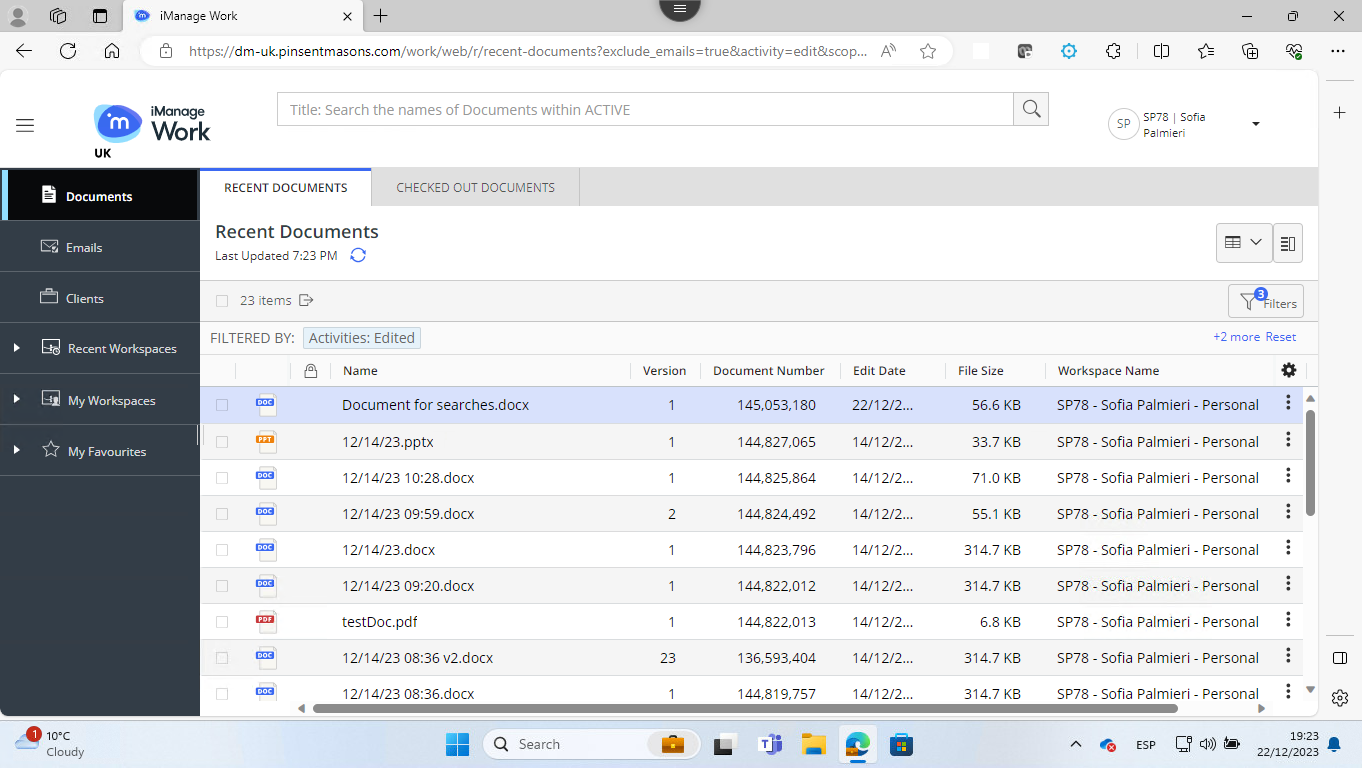 iManage Work
https://dm-uk.pinsentmasons.com/work/web/r/recent-documents?exclude_emails=true&activity=edit&scop...
m
iManage
Work
UK
Title: Search the names of Documents within ACTIVE
SP
SP78 | Sofia
Palmieri
Documents
Emails
Clients
Recent Workspaces
My Workspaces
My Favourites
RECENT DOCUMENTS
CHECKED OUT DOCUMENTS
Recent Documents
Last Updated 7:23 PM
23 items
3
Filters
FILTERED BY: Activities: Edited
+2 more Reset
Name Version Document Number Edit Date File Size Workspace Name
DOC Document for searches.docx 1 145,053,180 22/12/2... 56.6 KB SP78 - Sofia Palmieri - Personal
PPT 12/14/23.pptx 1 144,827,065 14/12/2... 33.7 KB SP78 - Sofia Palmieri - Personal
DOC 12/14/23 10:28.docx 1 144,825,864 14/12/2... 71.0 KB SP78 - Sofia Palmieri - Personal
DOC 12/14/23 09:59.docx 2 144,824,492 14/12/2... 55.1 KB SP78 - Sofia Palmieri - Personal
DOC 12/14/23.docx 1 144,823,796 14/12/2... 314.7 KB SP78 - Sofia Palmieri - Personal
DOC 12/14/23 09:20.docx 1 144,822,012 14/12/2... 314.7 KB SP78 - Sofia Palmieri - Personal
PDF testDoc.pdf 1 144,822,013 14/12/2... 6.8 KB SP78 - Sofia Palmieri - Personal
DOC 12/14/23 08:36 v2.docx 23 136,593,404 14/12/2... 314.7 KB SP78 - Sofia Palmieri - Personal
DOC 12/14/23 08:36.docx 1 144,819,757 14/12/2... 314.7 KB SP78 - Sofia Palmieri - Personal
1
10°C
Cloudy
Search
ESP
19:23
22/12/2023